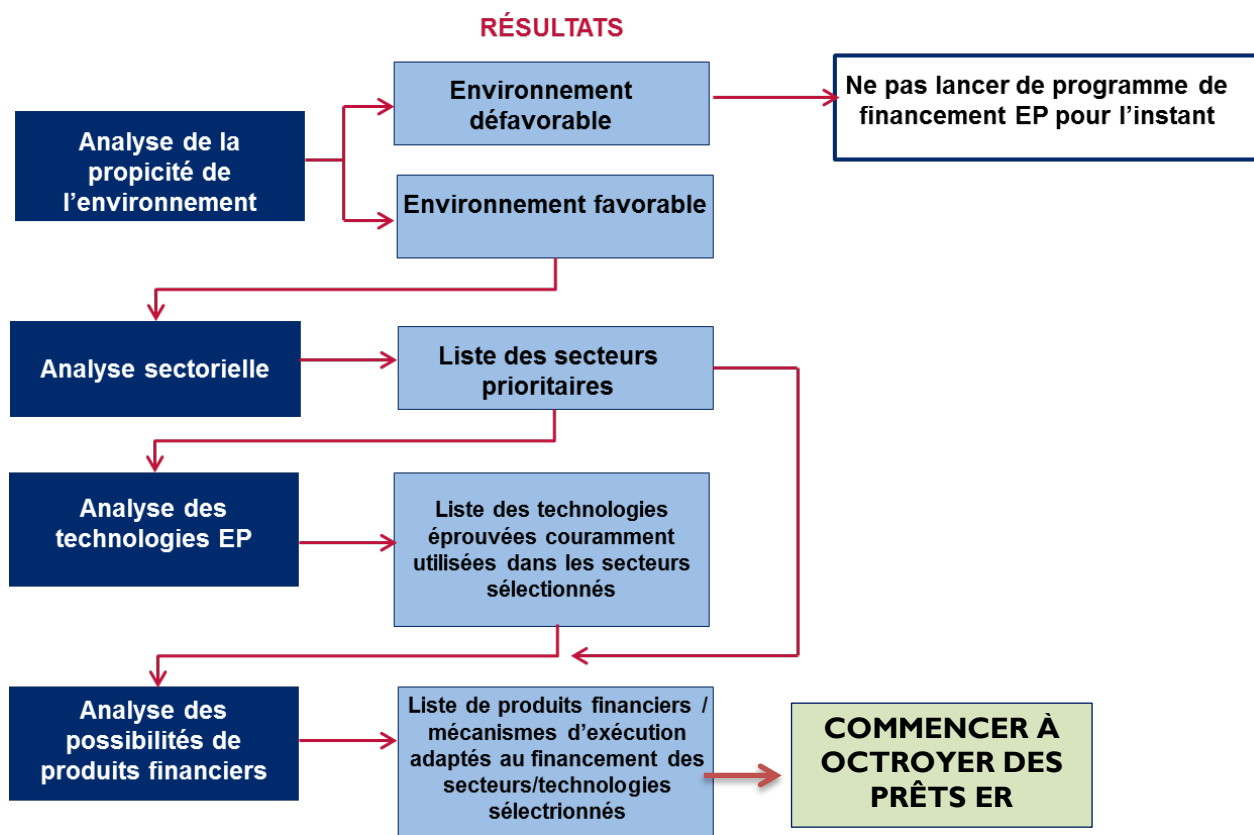 RÉSULTATS
Environnement
défavorable
Ne pas lancer de programme de
financement EP pour l'instant
Analyse de la
propicité de
l'environnement
Environnement favorable
Analyse sectorielle
Liste des secteurs
prioritaires
Analyse des
technologies EP
Liste des technologies
éprouvées couramment
utilisées dans les secteurs
sélectionnés
Analyse des
possibilités de
produits financiers
Liste de produits financiers /
mécanismes d'exécution
adaptés au financement des
secteurs/technologies
sélectrionnés
COMMENCER À
OCTROYER DES
PRÊTS ER